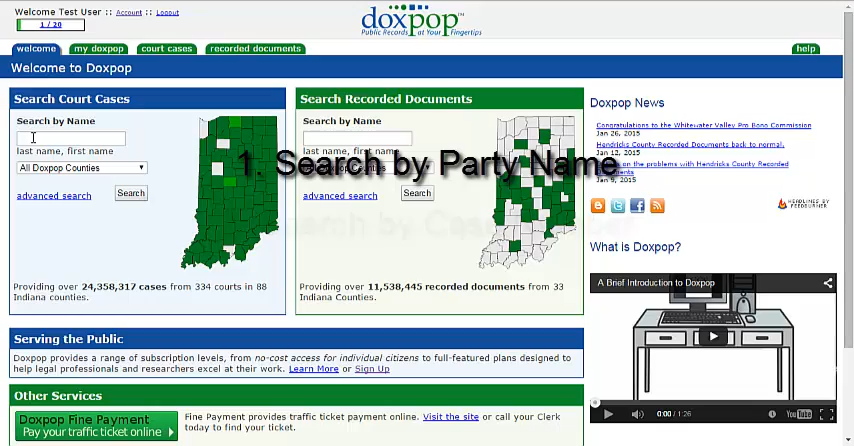 Welcome Test User :: Account :: Logout
1 / 20
doxpop™
Public Records at Your Fingertips
welcome my doxpop court cases recorded documents help
Welcome to Doxpop
Search Court Cases
Search by Name
last name, first name
All Doxpop Counties
advanced search Search
Providing over 24,358,317 cases from 334 courts in 88
Indiana counties.
Search Recorded Documents
Search by Name
last name, first name
Counties
advanced search Search
Providing over 11,538,445 recorded documents from 33
Indiana Counties.
1. Search by Party Name
Search by Case Number
Doxpop News
Congratulations to the Whitewater Valley Pro Bono Commission
Jan 26, 2015
Hendricks County Recorded Documents back to normal.
Jan 12, 2015
on the problems with Hendricks County Recorded
Jan 9, 2015
HEADLINES BY
FEEDBURNER
What is Doxpop?
A Brief Introduction to Doxpop
0:00 / 1:26
YouTube
Serving the Public
Doxpop provides a range of subscription levels, from no-cost access for individual citizens to full-featured plans designed to
help legal professionals and researchers excel at their work. Learn More or Sign Up
Other Services
Doxpop Fine Payment
Pay your traffic ticket online
Fine Payment provides traffic ticket payment online. Visit the site or call your Clerk
today to find your ticket.